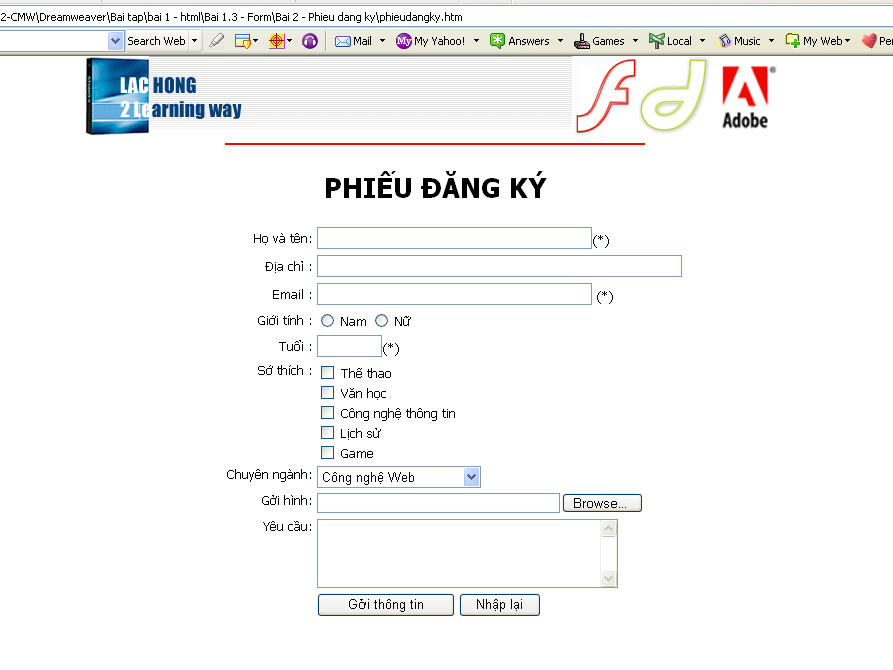 2-CMW\Dreamweaver\Bai tap\bai 1 - html\Bai 1.3 - Form\Bai 2 - Phieu dang ky\phieudangky.htm
Search Web Mail My My Yahoo! Answers Games Local Music My Web Per
LAC HONG
2 Learning way
fd
Adobe
PHIẾU ĐĂNG KÝ
Họ và tên: (*)
Địa chỉ :
Email : (*)
Giới tính : Nam Nữ
Tuổi : (*)
Sở thích : Thể thao
Văn học
Công nghệ thông tin
Lịch sử
Game
Chuyên ngành: Công nghệ Web
Gởi hình: Browse...
Yêu cầu:
Gởi thông tin Nhập lại